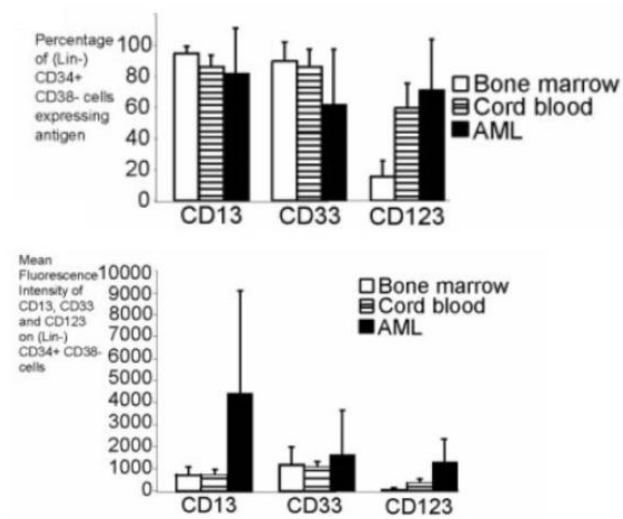 Percentage
of (Lin-)
CD34+
CD38- cells
expressing
antigen
100
80
60
40
20
0
Bone marrow
Cord blood
AML
CD13 CD33 CD123
Mean
Fluorescence
Intensity of
CD13, CD33
and CD123
on (Lin-)
CD34+ CD38-
cells
10000
9000
8000
7000
6000
5000
4000
3000
2000
1000
0
Bone marrow
Cord blood
AML
CD13 CD33 CD123